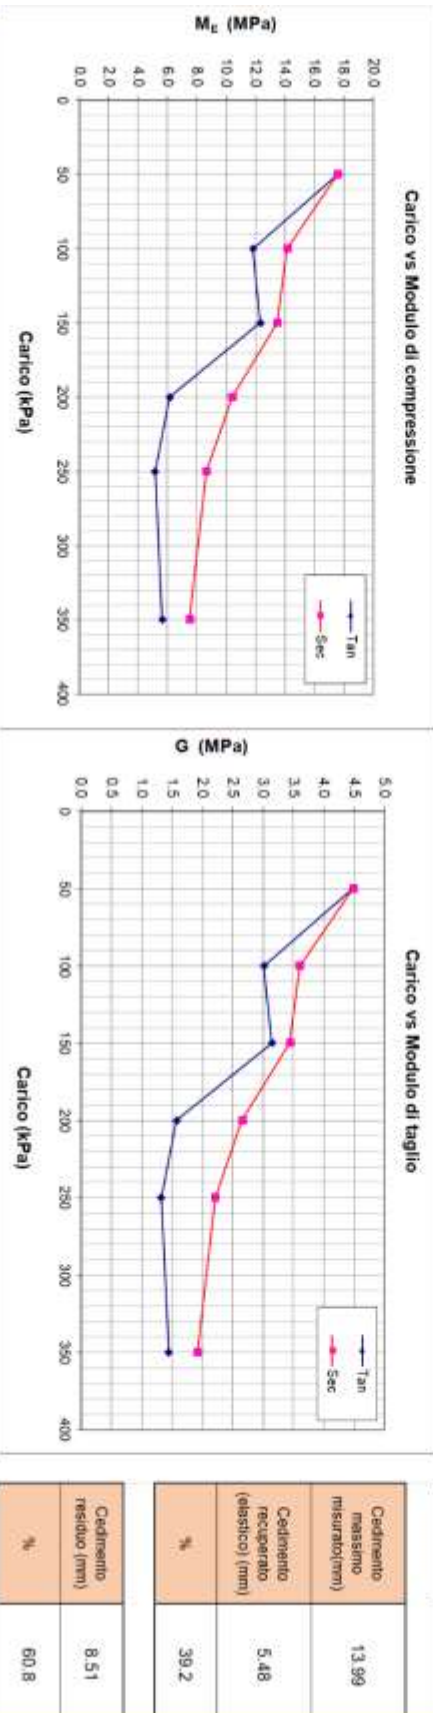 Carico vs Modulo di compressione
M_E (MPa)
20.0
18.0
16.0
14.0
12.0
10.0
8.0
6.0
4.0
2.0
0.0
0 50 100 150 200 250 300 350 400
Carico (kPa)
Tan
Sec
Carico vs Modulo di taglio
G (MPa)
5.0
4.5
4.0
3.5
3.0
2.5
2.0
1.5
1.0
0.5
0.0
0 50 100 150 200 250 300 350 400
Carico (kPa)
Tan
Sec
Cedimento
massimo
misurato(mm)
13.99
Cedimento
recuperato
(elastico) (mm)
5.48
%
39.2
Cedimento
residuo (mm)
8.51
%
60.8